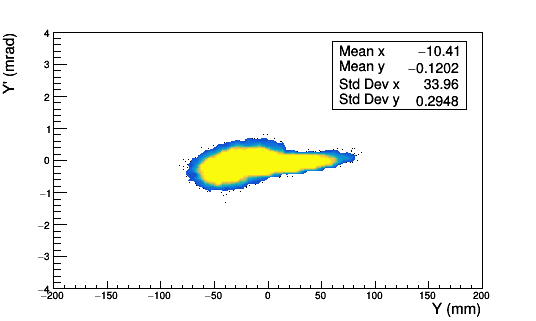 Y' (mrad)
4
3
2
1
0
−1
−2
−3
−4
Mean x −10.41
Mean y −0.1202
Std Dev x 33.96
Std Dev y 0.2948
−200 −150 −100 −50 0 50 100 150 200
Y (mm)